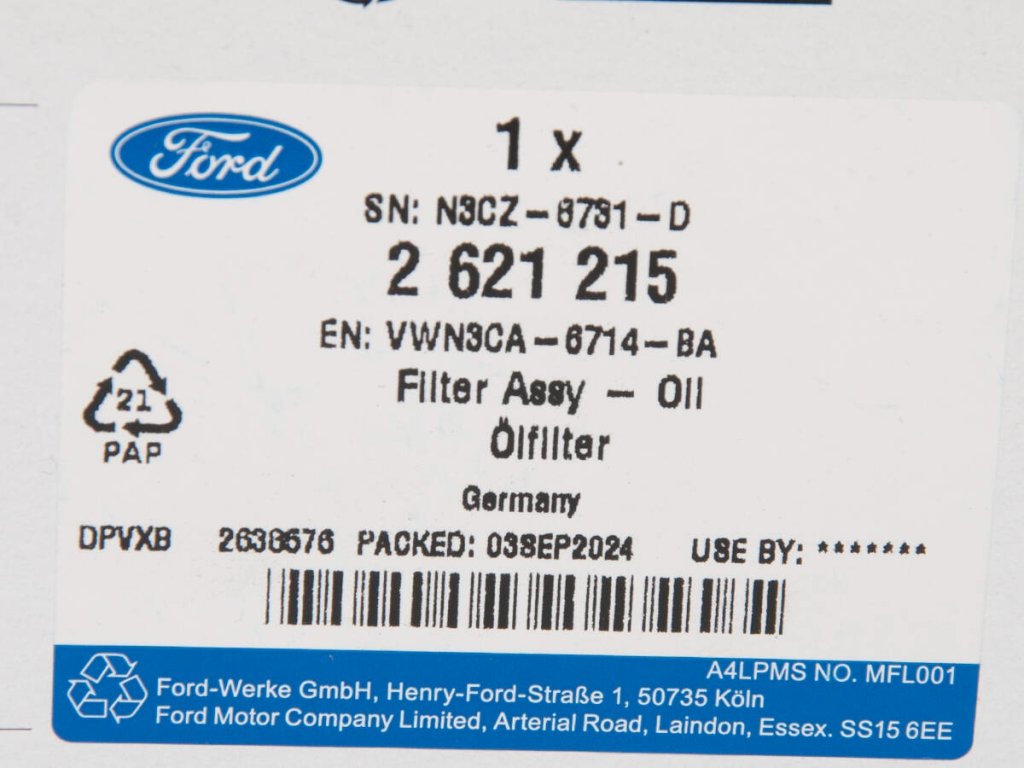 Ford
1 x
SN: N3CZ-6731-D
2 621 215
EN: VWN3CA-6714-BA
Filter Assy - Oil
Ölfilter
21
PAP
Germany
DPVXB 2636576 PACKED: 03SEP2024 USE BY: *******
A4LPMS NO. MFL001
Ford-Werke GmbH, Henry-Ford-Straße 1, 50735 Köln
Ford Motor Company Limited, Arterial Road, Laindon, Essex. SS15 6EE